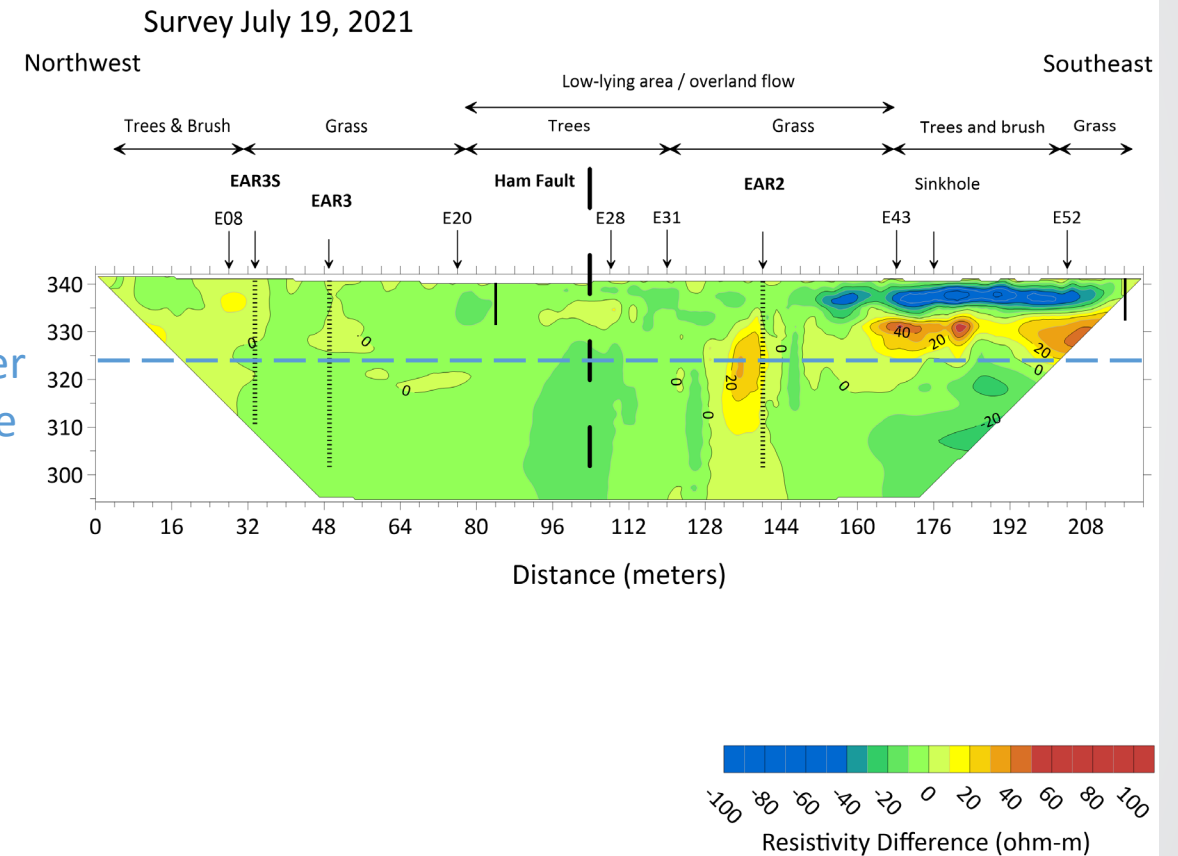 Survey July 19, 2021
Northwest
Southeast
Low-lying area / overland flow
Trees & Brush
Grass
Trees
Grass
Trees and brush
Grass
EAR3S
EAR3
Ham Fault
EAR2
Sinkhole
E08
E20
E28
E31
E43
E52
340
330
320
310
300
er
e
0
0
0
0
0
20
0
0
40
20
20
0
-20
0 16 32 48 64 80 96 112 128 144 160 176 192 208
Distance (meters)
-100 -80 -60 -40 -20 0 20 40 60 80 100
Resistivity Difference (ohm-m)